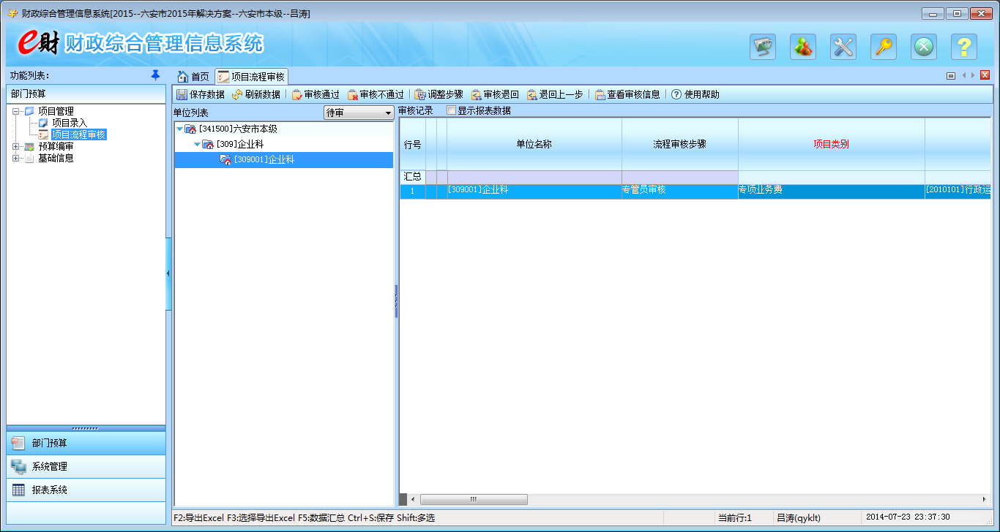 财政综合管理信息系统[2015--六安市2015年解决方案--六安市本级--吕涛]
e财 财政综合管理信息系统
功能列表:
首页 项目流程审核
部门预算
保存数据 刷新数据 审核通过 审核不通过 调整步骤 审核退回 退回上一步 查看审核信息 使用帮助
项目管理
项目录入
项目流程审核
预算编审
基础信息
单位列表 待审
[341500]六安市本级
[309]企业科
[309001]企业科
审核记录 显示报表数据
行号 单位名称 流程审核步骤 项目类别
汇总
1 [309001]企业科 专管员审核 专项业务费 [2010101]行政运
部门预算
系统管理
报表系统
F2:导出Excel F3:选择导出Excel F5:数据汇总 Ctrl+S:保存 Shift:多选 当前行:1 吕涛(qyklt) 2014-07-23 23:37:30